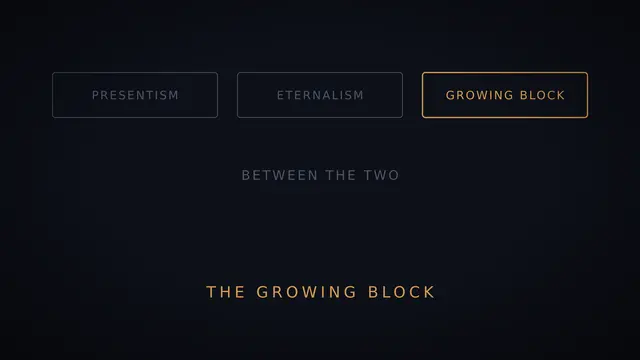 PRESENTISM
ETERNALISM
GROWING BLOCK
BETWEEN THE TWO
THE GROWING BLOCK